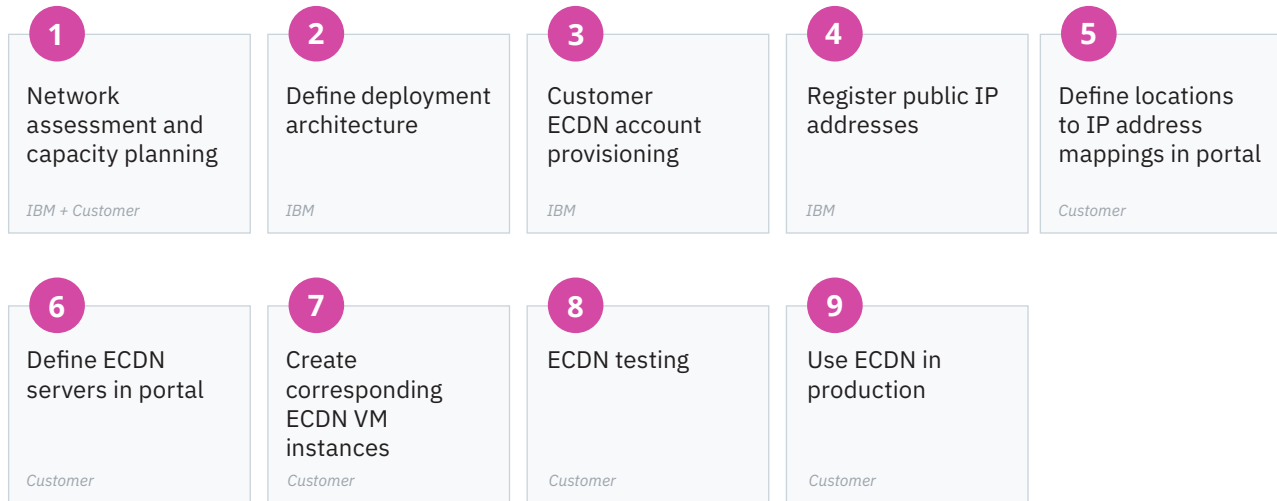 1
Network
assessment and
capacity planning
IBM + Customer
2
Define deployment
architecture
IBM
3
Customer
ECDN account
provisioning
IBM
4
Register public IP
addresses
IBM
5
Define locations
to IP address
mappings in portal
Customer
6
Define ECDN
servers in portal
Customer
7
Create
corresponding
ECDN VM
instances
Customer
8
ECDN testing
Customer
9
Use ECDN in
production
Customer